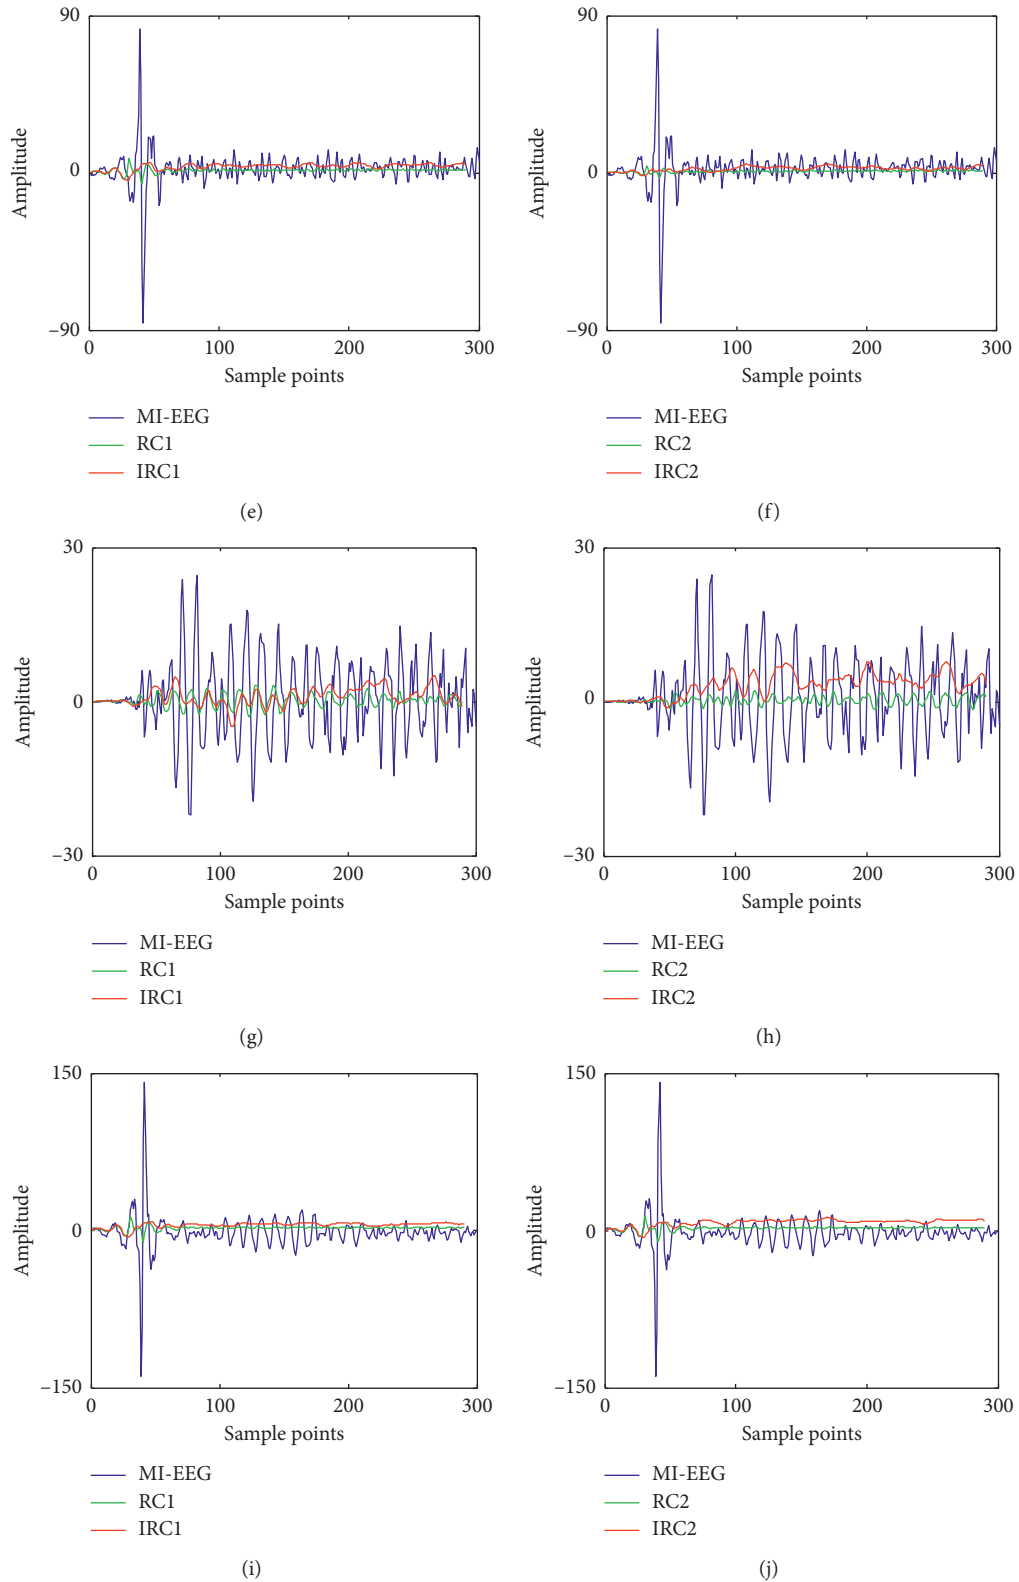 90
0
–90
Amplitude
0 100 200 300
Sample points
MI-EEG
RC1
IRC1
(e)
90
0
–90
Amplitude
0 100 200 300
Sample points
MI-EEG
RC2
IRC2
(f)
30
0
–30
Amplitude
0 100 200 300
Sample points
MI-EEG
RC1
IRC1
(g)
30
0
–30
Amplitude
0 100 200 300
Sample points
MI-EEG
RC2
IRC2
(h)
150
0
–150
Amplitude
0 100 200 300
Sample points
MI-EEG
RC1
IRC1
(i)
150
0
–150
Amplitude
0 100 200 300
Sample points
MI-EEG
RC2
IRC2
(j)